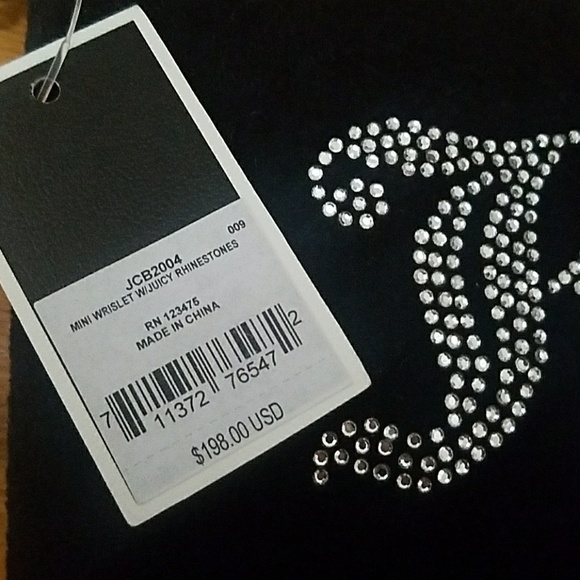 009
JCB2004
MINI WRISLET W/JUICY RHINESTONES
RN 123475
MADE IN CHINA
7 11372 76547 2
$198.00 USD
J